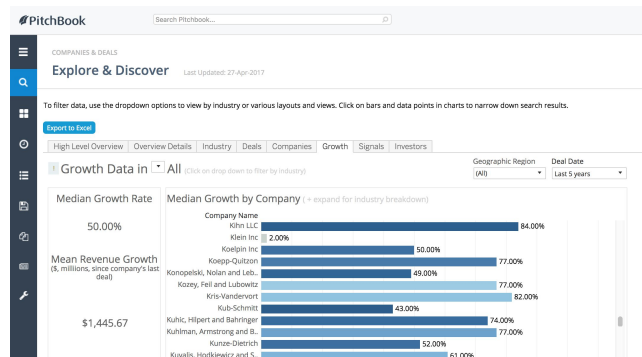 PitchBook
Search Pitchbook...
COMPANIES & DEALS
Explore & Discover Last Updated: 27-Apr-2017
To filter data, use the dropdown options to view by industry or various layouts and views. Click on bars and data points in charts to narrow down search results.
Export to Excel
High Level Overview Overview Details Industry Deals Companies Growth Signals Investors
Growth Data in All (Click on drop down to filter by industry)
Geographic Region Deal Date
(All) Last 5 years
Median Growth Rate
50.00%
Mean Revenue Growth
($, milliions, since company's last
deal)
$1,445.67
Median Growth by Company ( + expand for industry breakdown)
Company Name
Kihn LLC 84.00%
Klein Inc 2.00%
Koelpin Inc 50.00%
Koepp-Quitzon 77.00%
Konopelski, Nolan and Leb.. 49.00%
Kozey, Feil and Lubowitz 77.00%
Kris-Vandervort 82.00%
Kub-Schmitt 43.00%
Kuhic, Hilpert and Bahringer 74.00%
Kuhlman, Armstrong and B.. 77.00%
Kunze-Dietrich 52.00%
Kuvalis, Hodkiewicz and S.. 61.00%